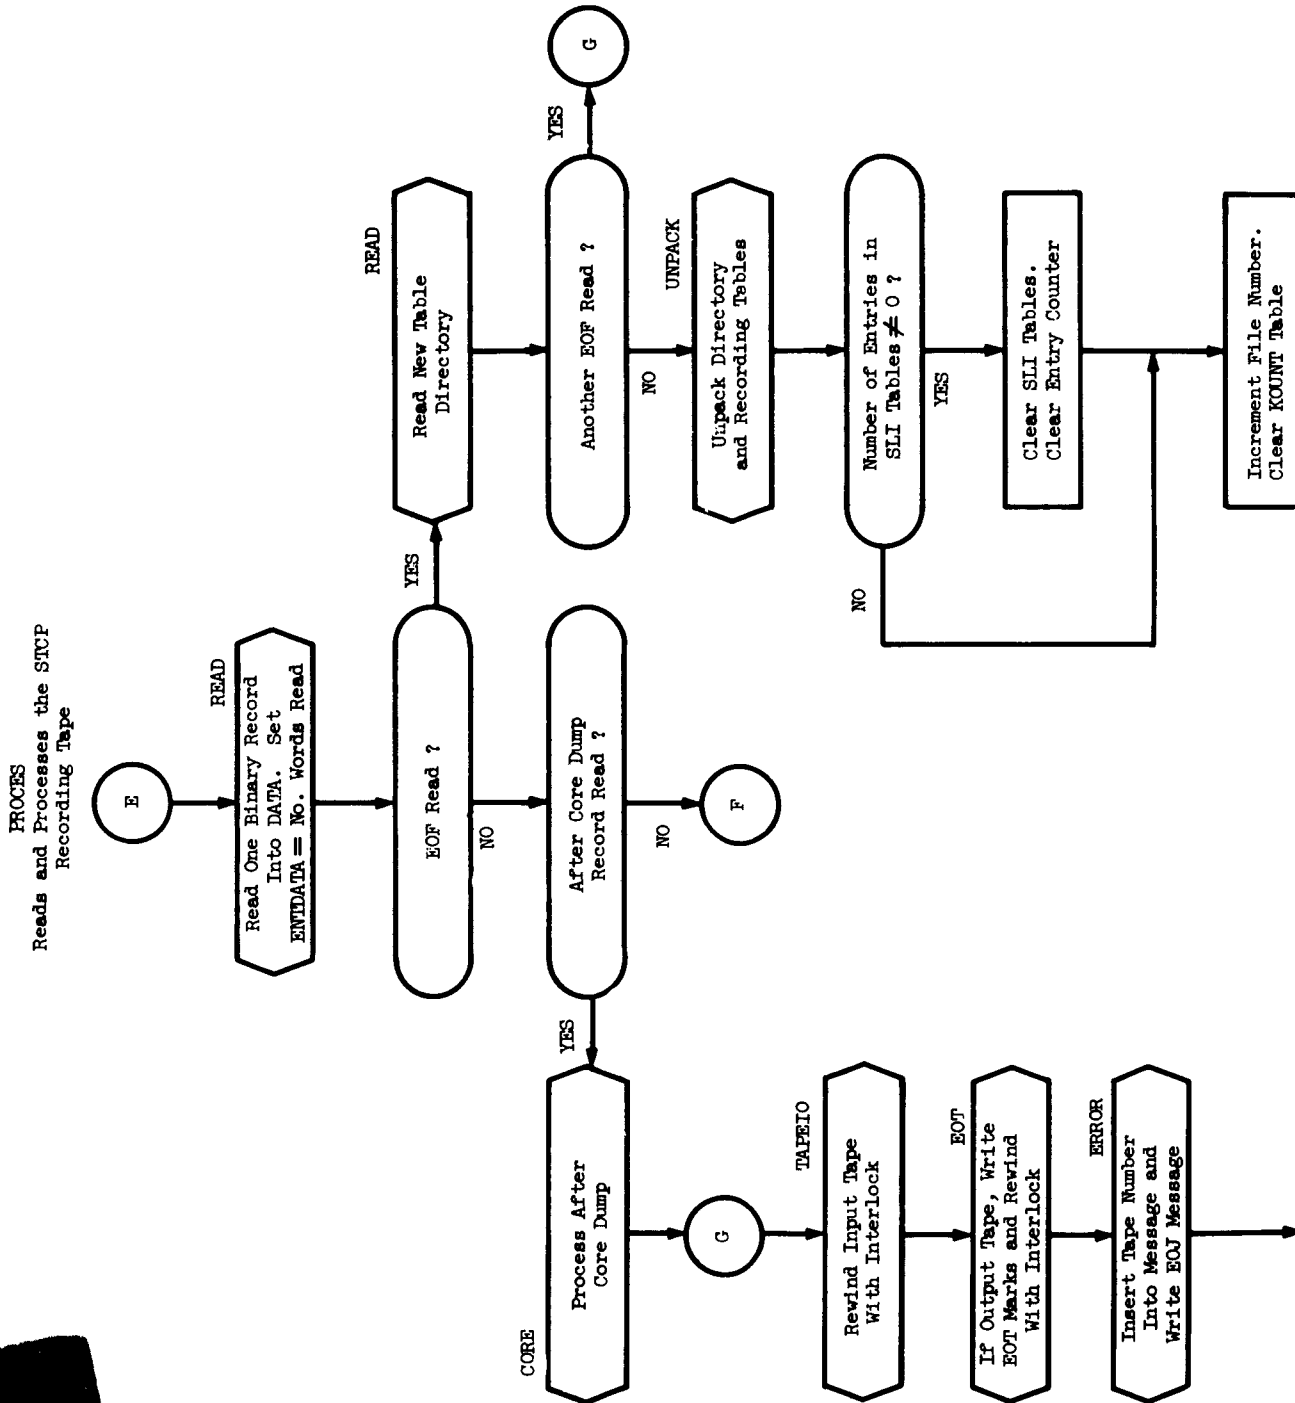 PROCES
Reads and Processes the STCP
Recording Tape
E
READ
Read One Binary Record
Into DATA. Set
ENTDATA = No. Words Read
EOF Read ?
YES
NO
READ
Read New Table
Directory
Another EOF Read ?
YES
G
NO
UNPACK
Unpack Directory
and Recording Tables
Number of Entries in
SLI Tables ≠ 0 ?
NO
YES
Clear SLI Tables.
Clear Entry Counter
Increment File Number.
Clear KOUNT Table
After Core Dump
Record Read ?
NO
F
YES
CORE
Process After
Core Dump
G
TAPEIO
Rewind Input Tape
With Interlock
EOT
If Output Tape, Write
EOT Marks and Rewind
With Interlock
ERROR
Insert Tape Number
Into Message and
Write EOJ Message